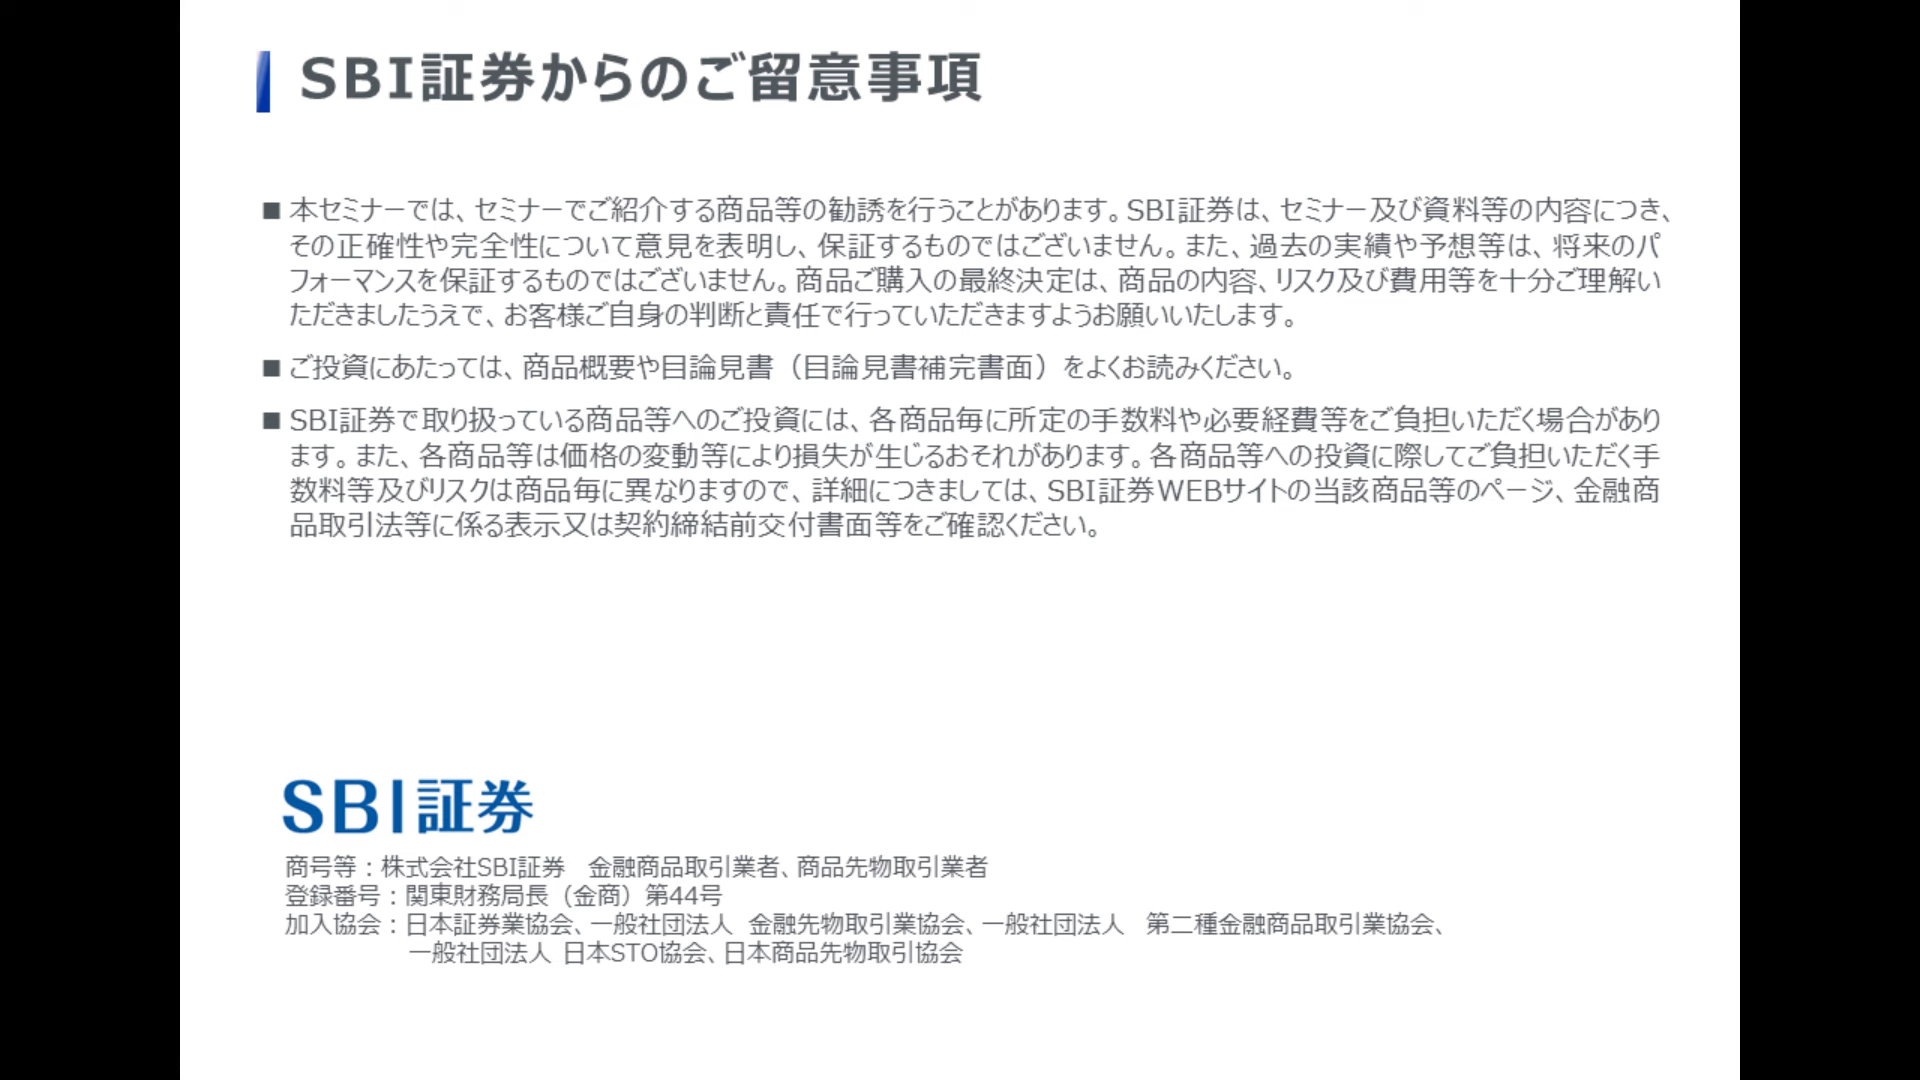 SBI証券からのご留意事項
■ 本セミナーでは、セミナーでご紹介する商品等の勧誘を行うことがあります。SBI証券は、セミナー及び資料等の内容につき、
その正確性や完全性について意見を表明し、保証するものではございません。また、過去の実績や予想等は、将来のパ
フォーマンスを保証するものではございません。商品ご購入の最終決定は、商品の内容、リスク及び費用等を十分ご理解い
ただきましたうえで、お客様ご自身の判断と責任で行っていただきますようお願いいたします。
■ ご投資にあたっては、商品概要や目論見書（目論見書補完書面）をよくお読みください。
■ SBI証券で取り扱っている商品等へのご投資には、各商品毎に所定の手数料や必要経費等をご負担いただく場合があり
ます。また、各商品等は価格の変動等により損失が生じるおそれがあります。各商品等への投資に際してご負担いただく手
数料等及びリスクは商品毎に異なりますので、詳細につきましては、SBI証券WEBサイトの当該商品等のページ、金融商
品取引法等に係る表示又は契約締結前交付書面等をご確認ください。
SBI証券
商号等：株式会社SBI証券　金融商品取引業者、商品先物取引業者
登録番号：関東財務局長（金商）第44号
加入協会：日本証券業協会、一般社団法人 金融先物取引業協会、一般社団法人　第二種金融商品取引業協会、
一般社団法人 日本STO協会、日本商品先物取引協会